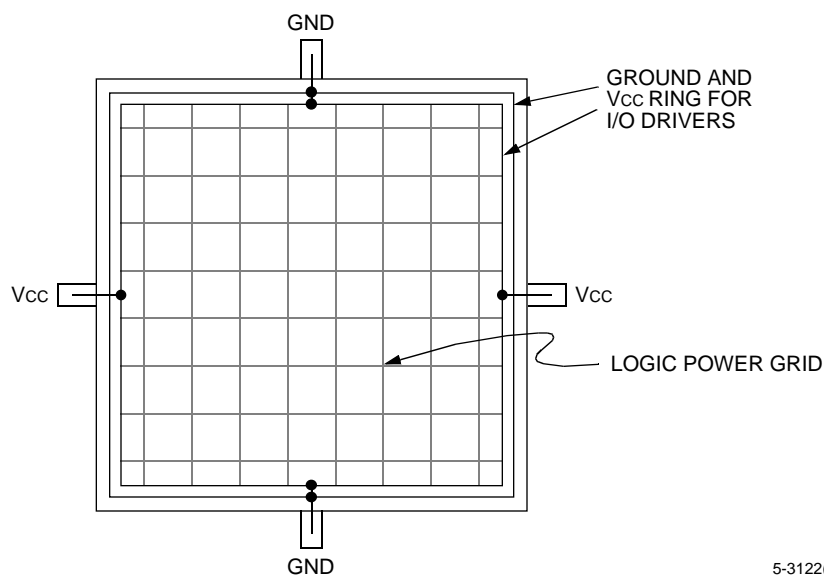 GND
GROUND AND
VCC RING FOR
I/O DRIVERS
VCC
VCC
LOGIC POWER GRID
GND
5-3122(